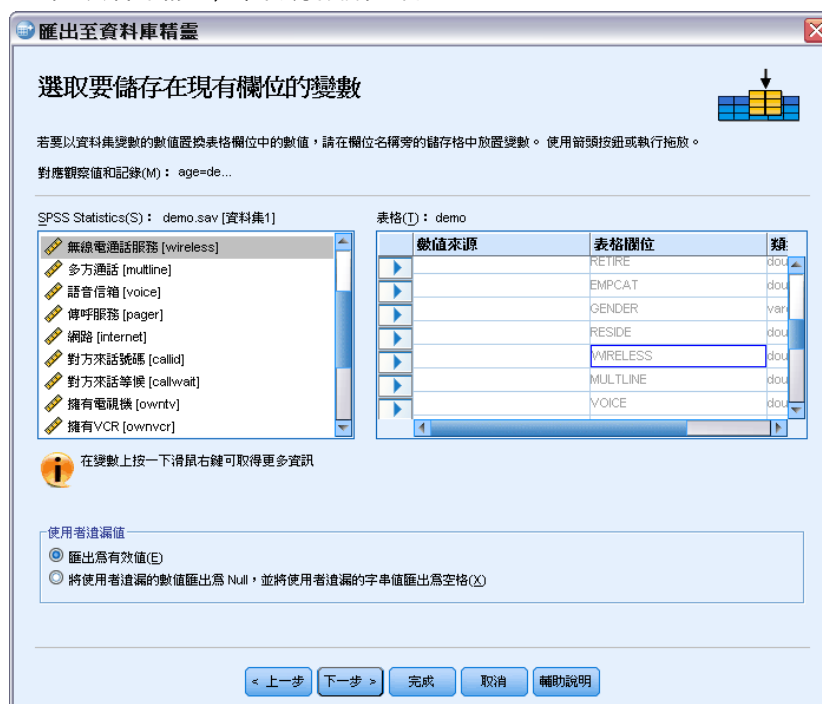 匯出至資料庫精靈
選取要儲存在現有欄位的變數
若要以資料集變數的數值置換表格欄位中的數值,請在欄位名稱旁的儲存格中放置變數。使用箭頭按鈕或執行拖放。
對應觀察值和記錄(M): age=de...
SPSS Statistics(S): demo.sav [資料集1]
無線電通話服務 [wireless]
多方通話 [multline]
語音信箱 [voice]
傳呼服務 [pager]
網路 [internet]
對方來話號碼 [callid]
對方來話等候 [callwait]
擁有電視機 [owntv]
擁有VCR [ownvcr]
表格(T): demo
數值來源 表格欄位 類
RETIRE dou
EMPCAT dou
GENDER var
RESIDE dou
WIRELESS dou
MULTLINE dou
VOICE dou
在變數上按一下滑鼠右鍵可取得更多資訊
使用者遺漏值
匯出為有效值(E)
將使用者遺漏的數值匯出為 Null,並將使用者遺漏的字串值匯出為空格(X)
< 上一步 下一步 > 完成 取消 輔助說明